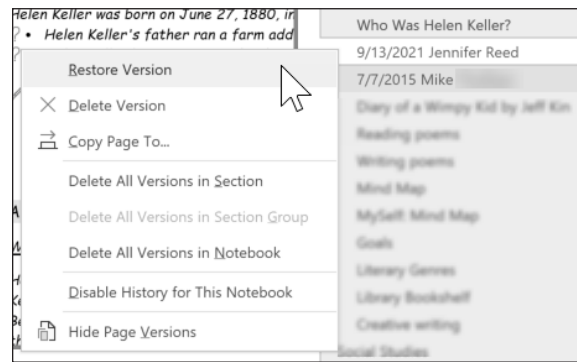 Helen Keller was born on June 27, 1880, in
• Helen Keller's father ran a farm add
Restore Version
Delete Version
Copy Page To...
Delete All Versions in Section
Delete All Versions in Section Group
Delete All Versions in Notebook
Disable History for This Notebook
Hide Page Versions
Who Was Helen Keller?
9/13/2021 Jennifer Reed
7/7/2015 Mike
Diary of a Wimpy Kid by Jeff Kin
Reading poems
Writing poems
Mind Map
MySelf: Mind Map
Goals
Literary Genres
Library Bookshelf
Creative writing
Social Studies